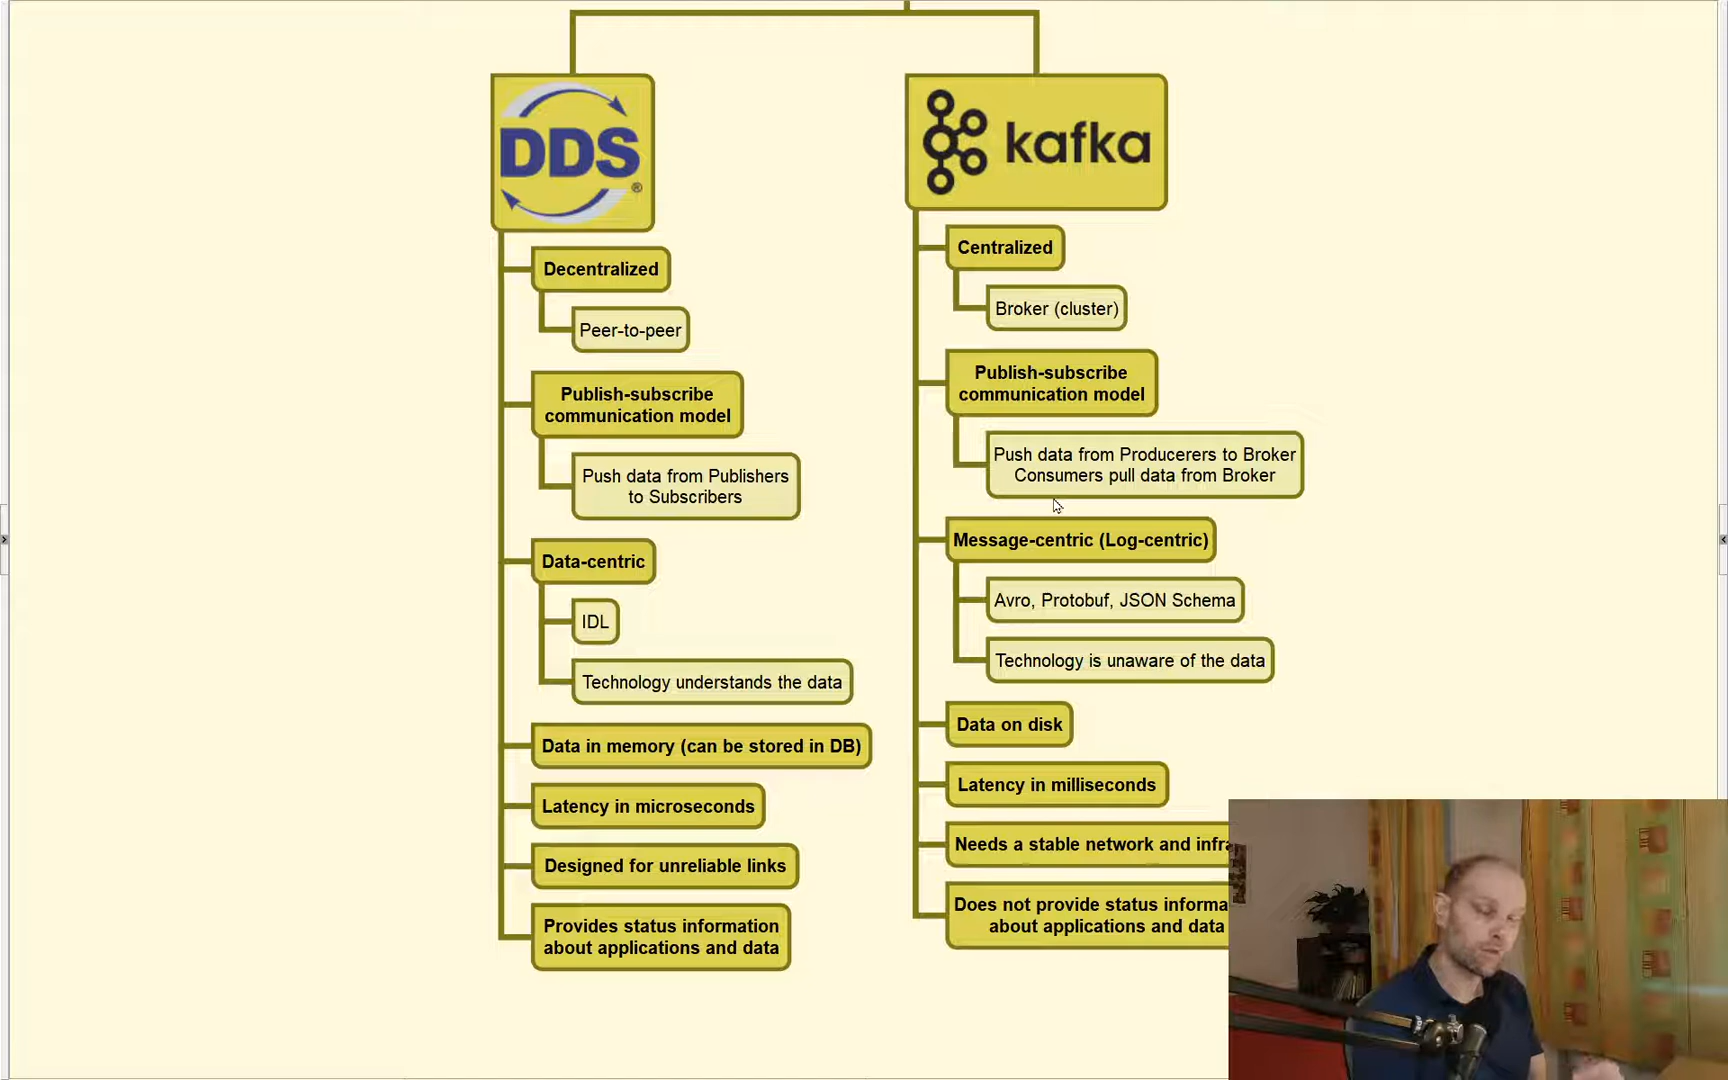 DDS
®
Decentralized
Peer-to-peer
Publish-subscribe
communication model
Push data from Publishers
to Subscribers
Data-centric
IDL
Technology understands the data
Data in memory (can be stored in DB)
Latency in microseconds
Designed for unreliable links
Provides status information
about applications and data
kafka
Centralized
Broker (cluster)
Publish-subscribe
communication model
Push data from Producerers to Broker
Consumers pull data from Broker
Message-centric (Log-centric)
Avro, Protobuf, JSON Schema
Technology is unaware of the data
Data on disk
Latency in milliseconds
Needs a stable network and infra
Does not provide status informa
about applications and data